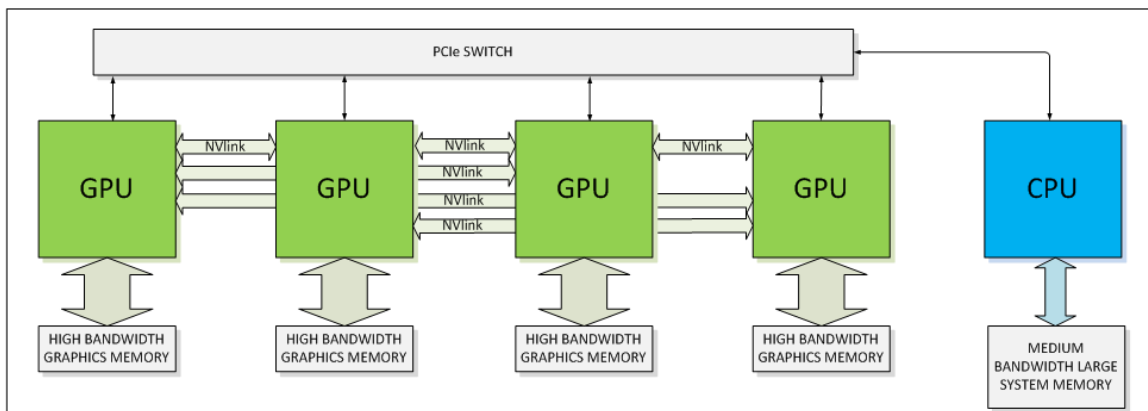 PCIe SWITCH
NVlink
NVlink
NVlink
NVlink
NVlink
NVlink
GPU
GPU
GPU
GPU
CPU
HIGH BANDWIDTH
GRAPHICS MEMORY
HIGH BANDWIDTH
GRAPHICS MEMORY
HIGH BANDWIDTH
GRAPHICS MEMORY
HIGH BANDWIDTH
GRAPHICS MEMORY
MEDIUM
BANDWIDTH LARGE
SYSTEM MEMORY